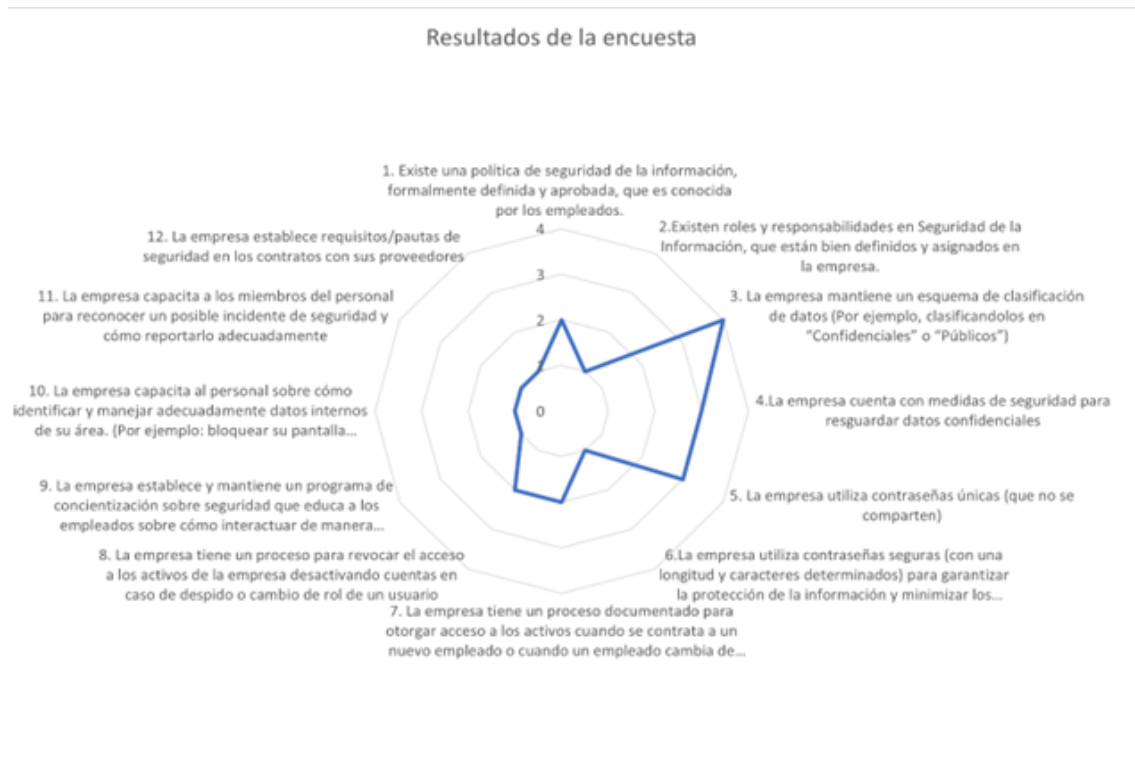 Resultados de la encuesta
1. Existe una política de seguridad de la información,
formalmente definida y aprobada, que es conocida
por los empleados.
2.Existen roles y responsabilidades en Seguridad de la
Información, que están bien definidos y asignados en
la empresa.
3. La empresa mantiene un esquema de clasificación
de datos (Por ejemplo, clasificandolos en
“Confidenciales” o “Públicos”)
4.La empresa cuenta con medidas de seguridad para
resguardar datos confidenciales
5. La empresa utiliza contraseñas únicas (que no se
comparten)
6.La empresa utiliza contraseñas seguras (con una
longitud y caracteres determinados) para garantizar
la protección de la información y minimizar los...
7. La empresa tiene un proceso documentado para
otorgar acceso a los activos cuando se contrata a un
nuevo empleado o cuando un empleado cambia de...
8. La empresa tiene un proceso para revocar el acceso
a los activos de la empresa desactivando cuentas en
caso de despido o cambio de rol de un usuario
9. La empresa establece y mantiene un programa de
concientización sobre seguridad que educa a los
empleados sobre cómo interactuar de manera...
10. La empresa capacita al personal sobre cómo
identificar y manejar adecuadamente datos internos
de su área. (Por ejemplo: bloquear su pantalla...
11. La empresa capacita a los miembros del personal
para reconocer un posible incidente de seguridad y
cómo reportarlo adecuadamente
12. La empresa establece requisitos/pautas de
seguridad en los contratos con sus proveedores
4
3
2
1
0